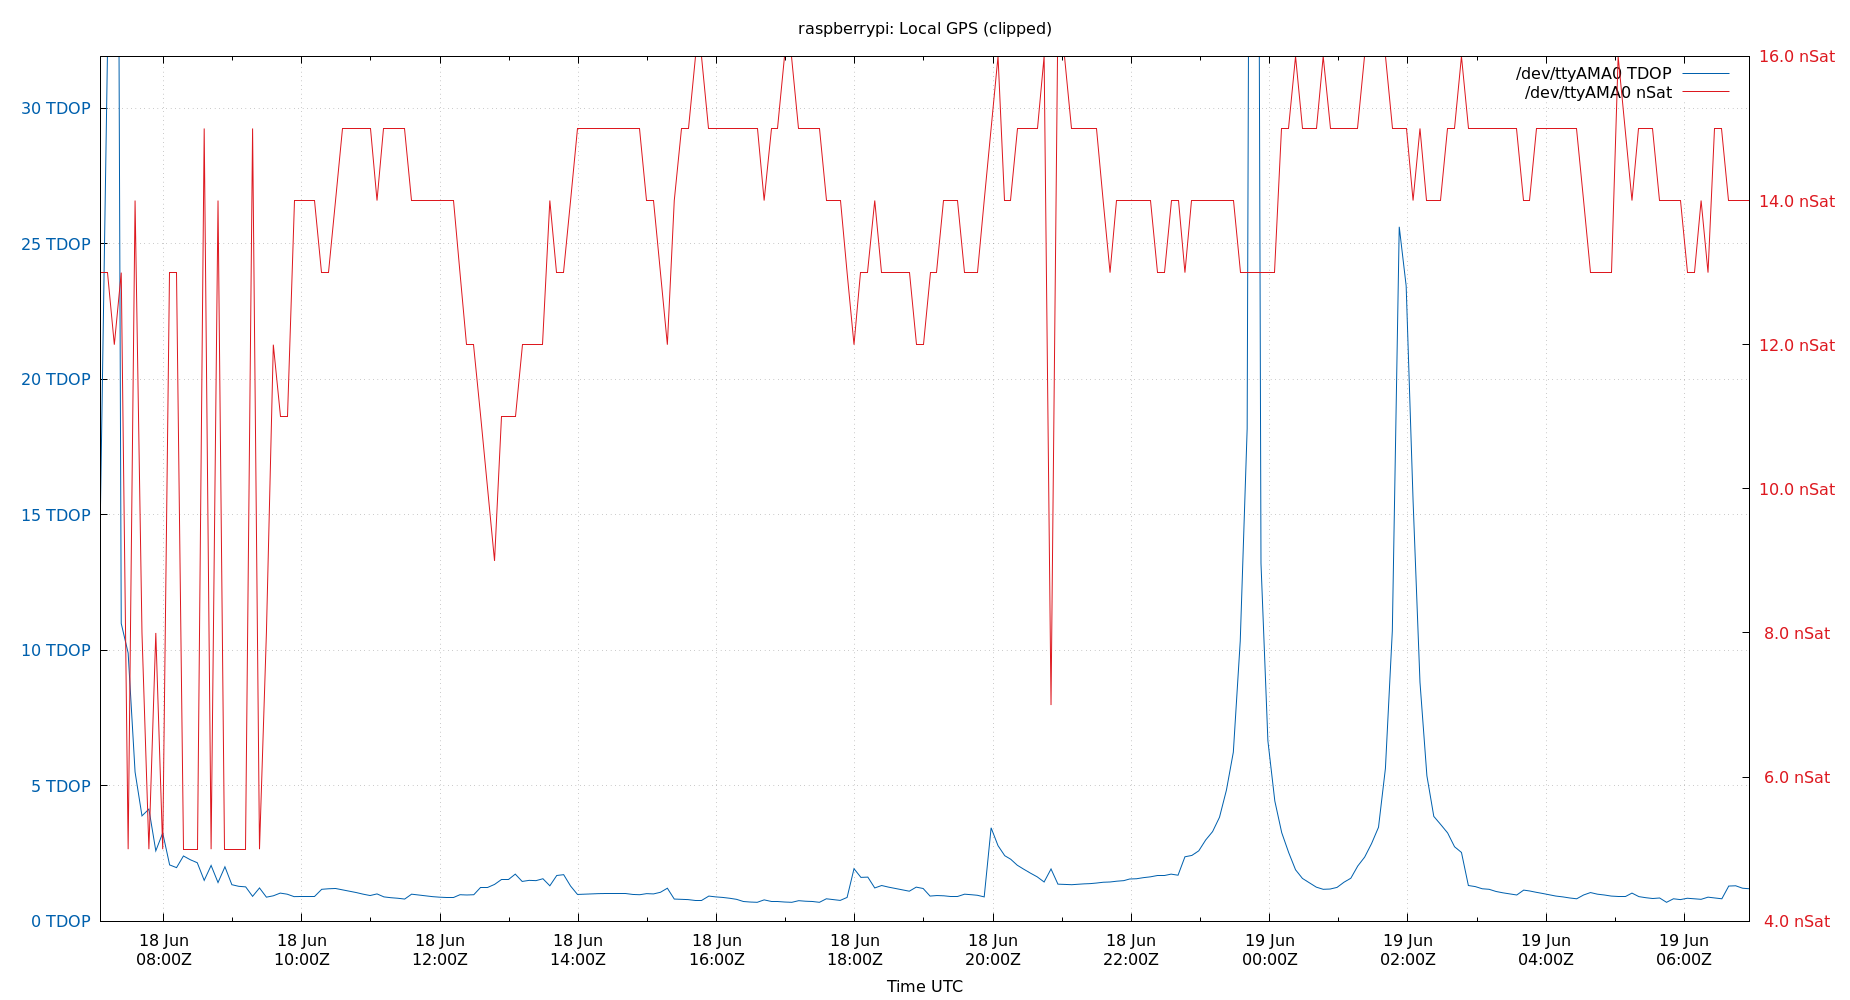 raspberrypi: Local GPS (clipped)
/dev/ttyAMA0 TDOP
/dev/ttyAMA0 nSat
30 TDOP
25 TDOP
20 TDOP
15 TDOP
10 TDOP
5 TDOP
0 TDOP
16.0 nSat
14.0 nSat
12.0 nSat
10.0 nSat
8.0 nSat
6.0 nSat
4.0 nSat
18 Jun
08:00Z
18 Jun
10:00Z
18 Jun
12:00Z
18 Jun
14:00Z
18 Jun
16:00Z
18 Jun
18:00Z
18 Jun
20:00Z
18 Jun
22:00Z
19 Jun
00:00Z
19 Jun
02:00Z
19 Jun
04:00Z
19 Jun
06:00Z
Time UTC